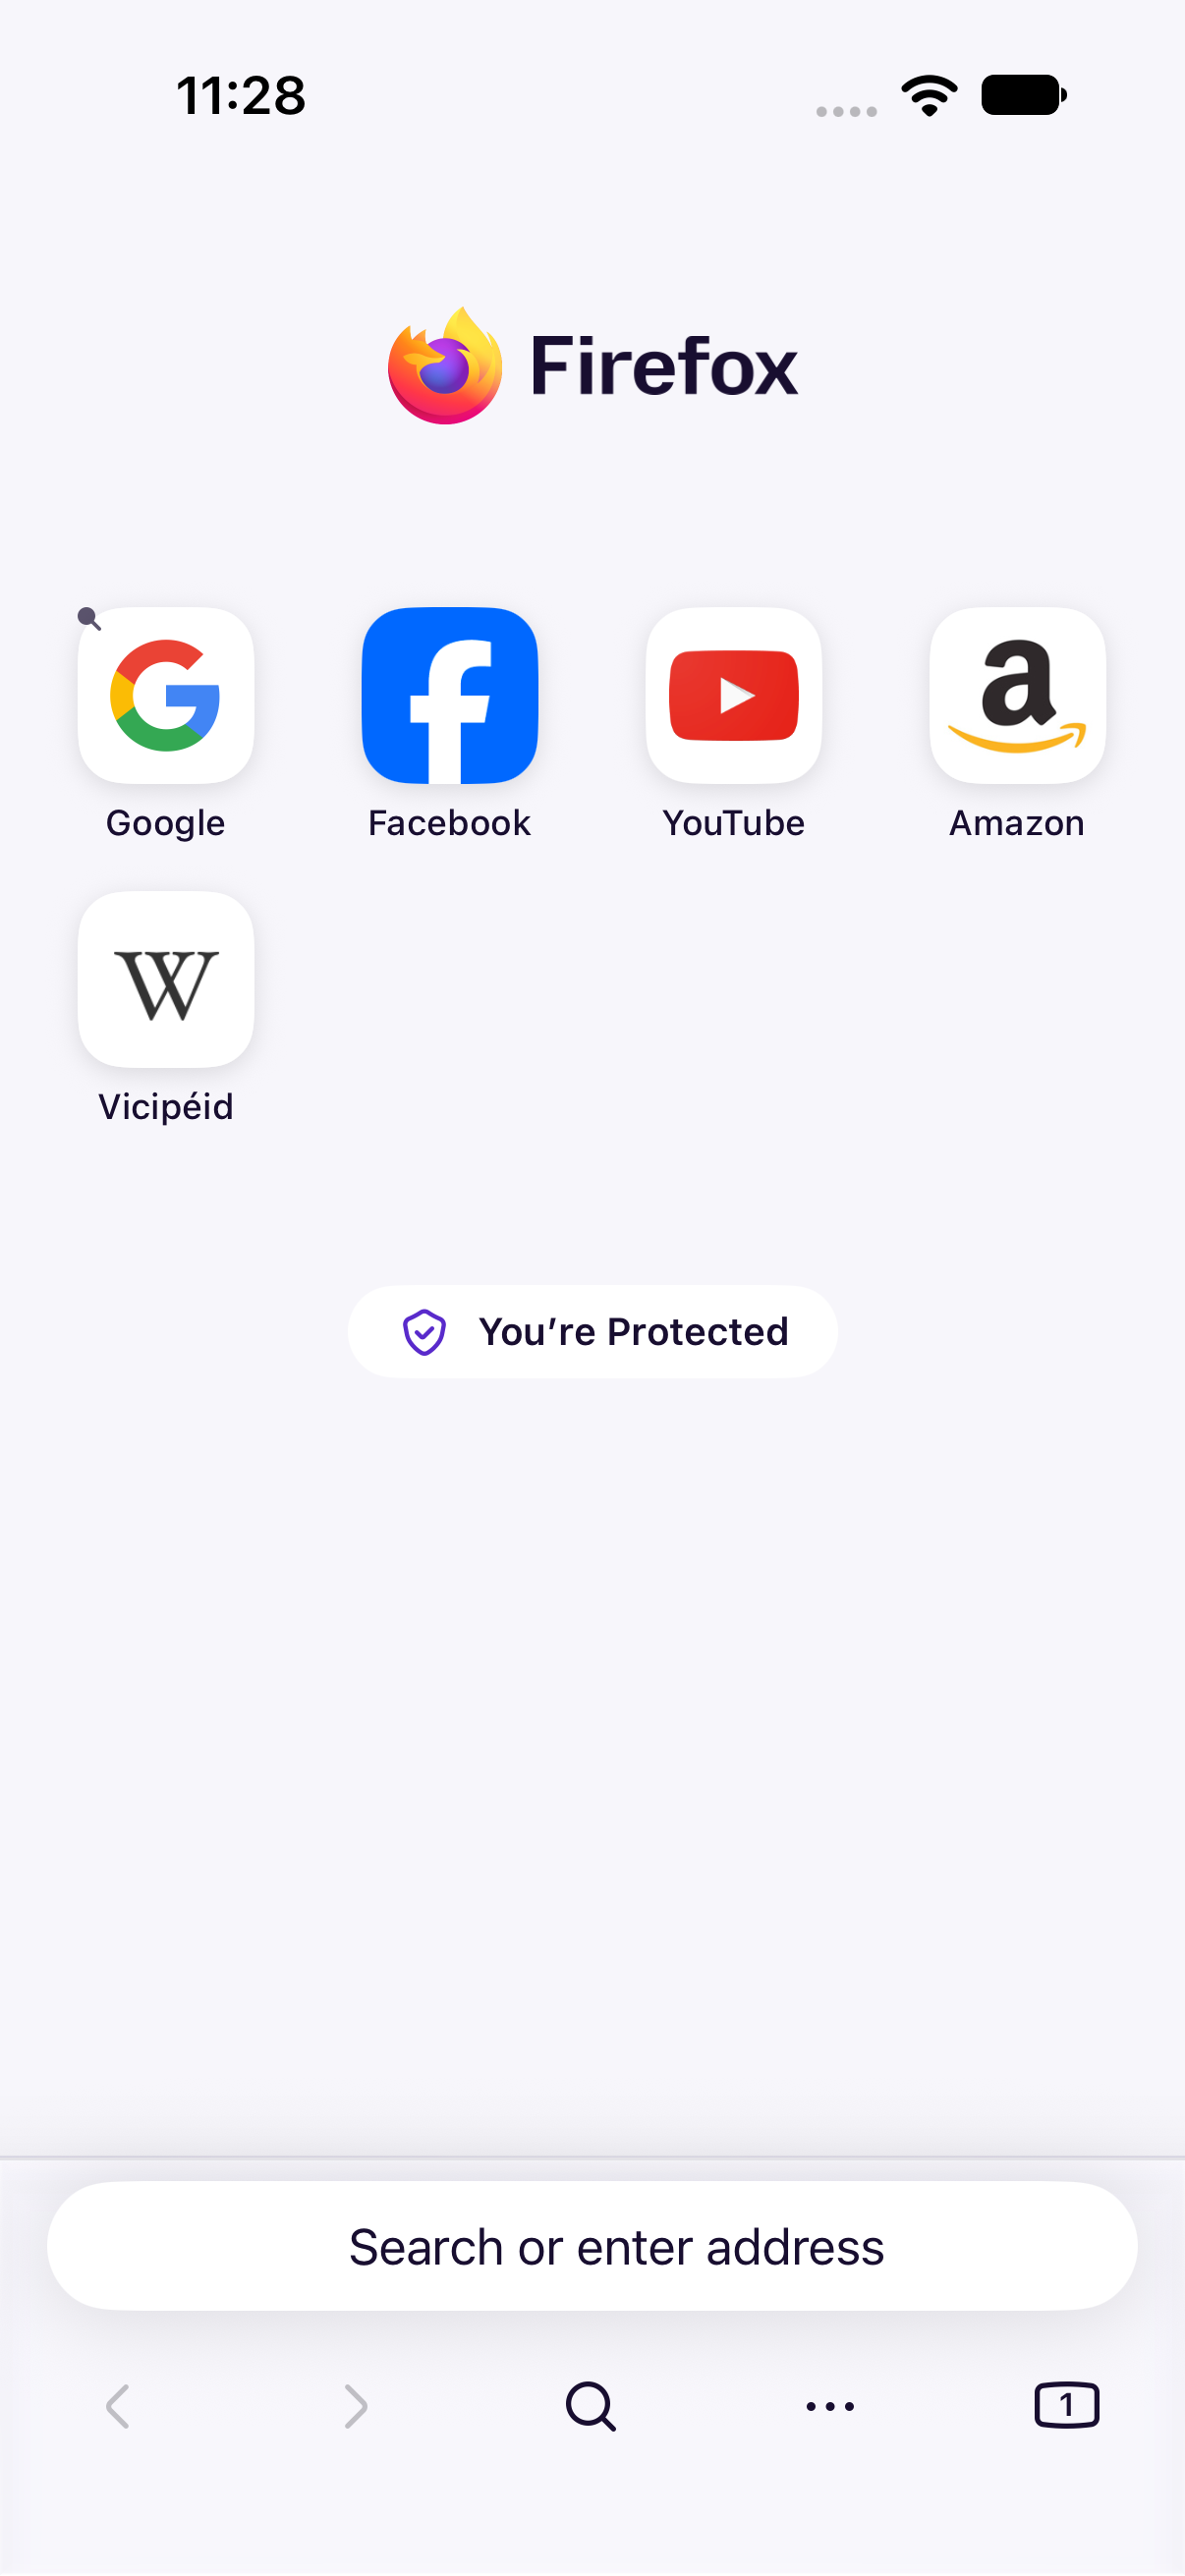 11:28
Firefox
Google
Facebook
YouTube
Amazon
W
Vicipéid
You’re Protected
Search or enter address
1